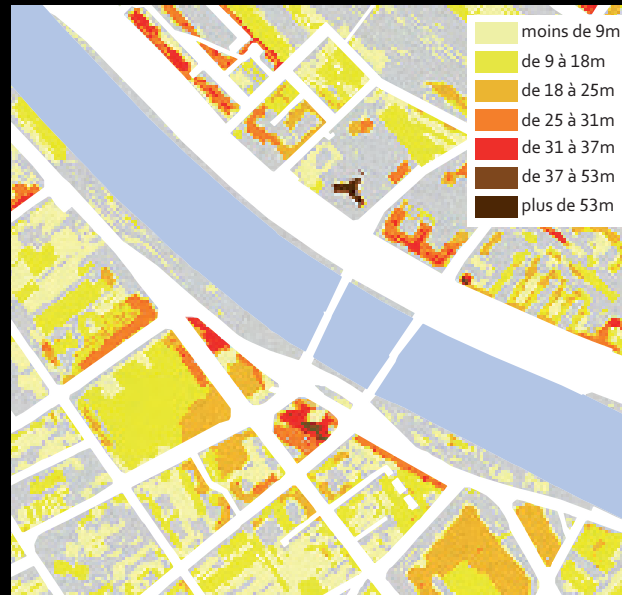 moins de 9m
de 9 à 18m
de 18 à 25m
de 25 à 31m
de 31 à 37m
de 37 à 53m
plus de 53m